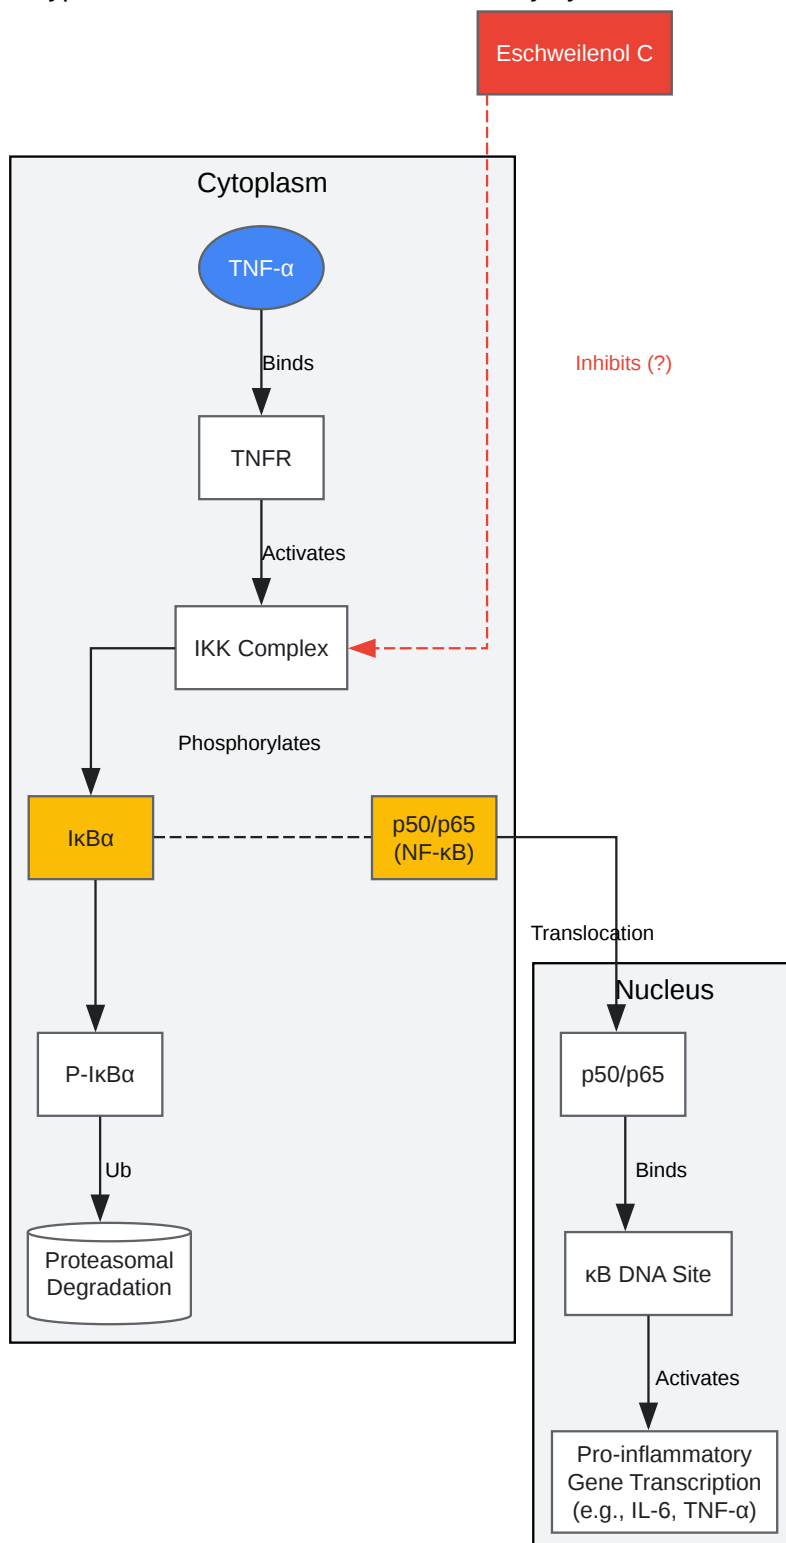 Eschweilenol C
Cytoplasm
TNF-α
Binds
Inhibits (?)
TNFR
Activates
IKK Complex
Phosphorylates
IκBα
p50/p65
(NF-κB)
Translocation
Nucleus
P-IκBα
p50/p65
Ub
Binds
Proteasomal
Degradation
κB DNA Site
Activates
Pro-inflammatory
Gene Transcription
(e.g., IL-6, TNF-α)